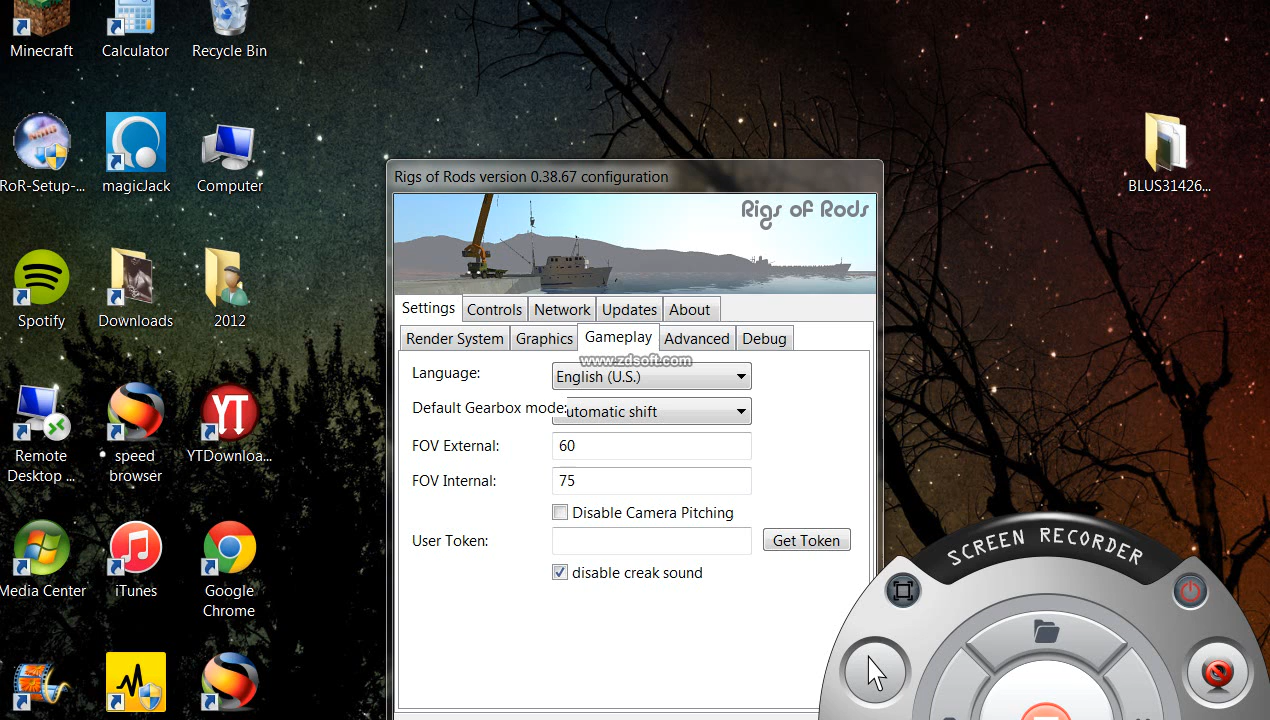 Minecraft
Calculator
Recycle Bin
RoR-Setup-...
magicJack
Computer
BLUS31426...
Spotify
Downloads
2012
Remote
Desktop ...
speed
browser
YT
YTDownloa...
Media Center
iTunes
Google
Chrome
Rigs of Rods version 0.38.67 configuration
Rigs of Rods
Settings
Controls
Network
Updates
About
Render System
Graphics
Gameplay
Advanced
Debug
www.zdsoft.com
Language:
English (U.S.)
Default Gearbox mode:
utomatic shift
FOV External:
60
FOV Internal:
75
Disable Camera Pitching
User Token:
Get Token
disable creak sound
SCREEN RECORDER